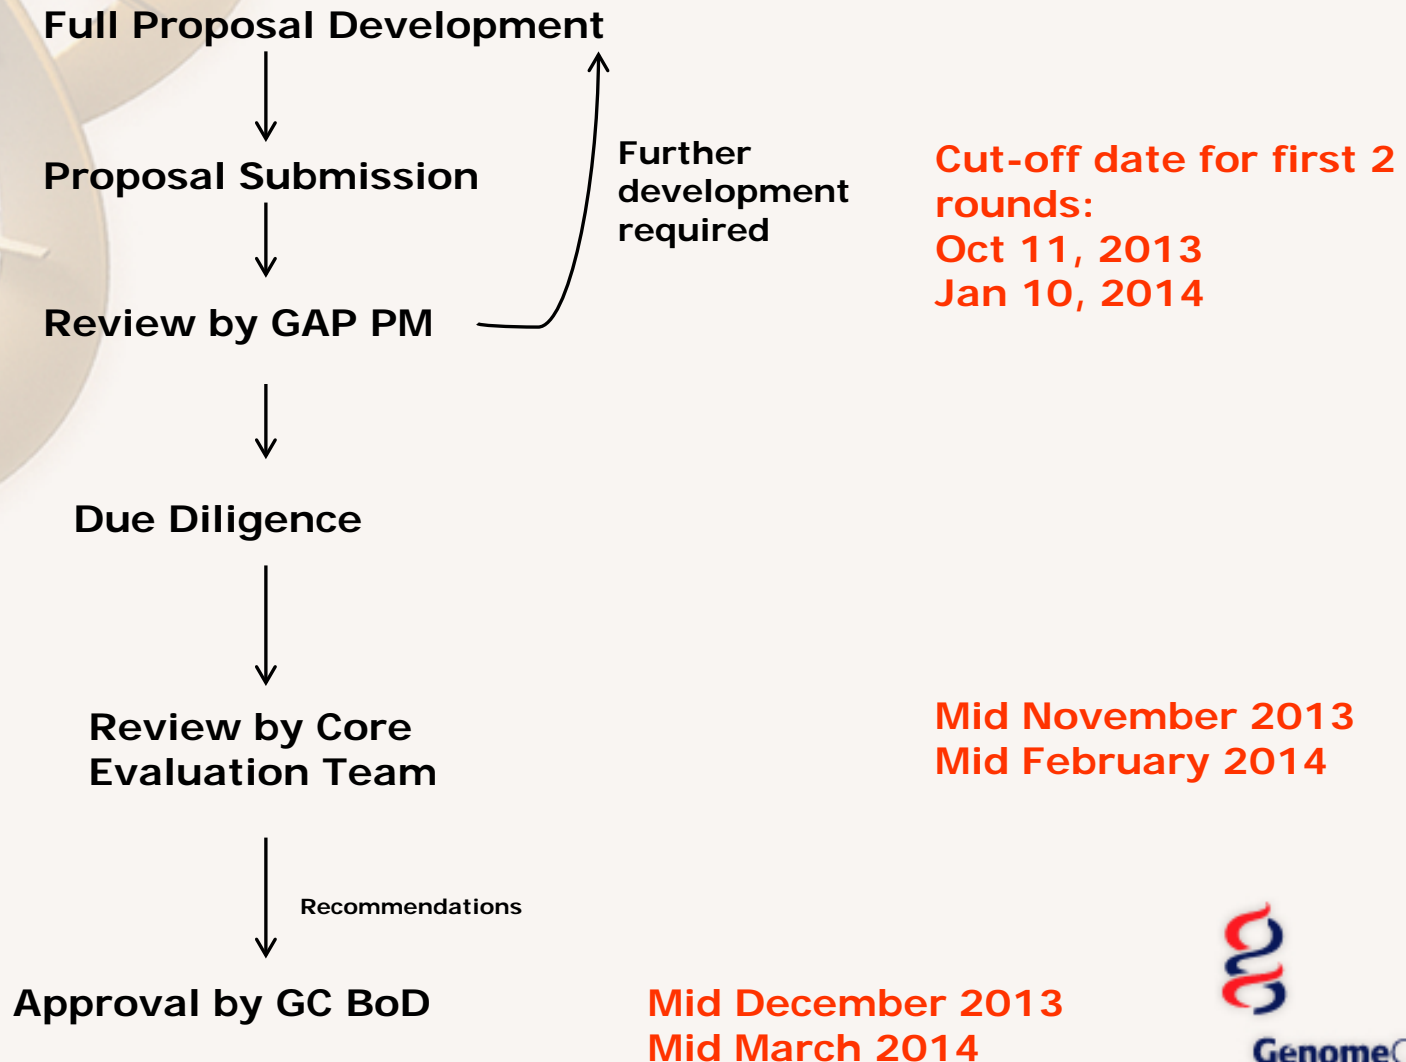 Full Proposal Development
Proposal Submission
Further
development
required
Cut-off date for first 2
rounds:
Oct 11, 2013
Jan 10, 2014
Review by GAP PM
Due Diligence
Review by Core
Evaluation Team
Mid November 2013
Mid February 2014
Recommendations
Approval by GC BoD
Mid December 2013
Mid March 2014